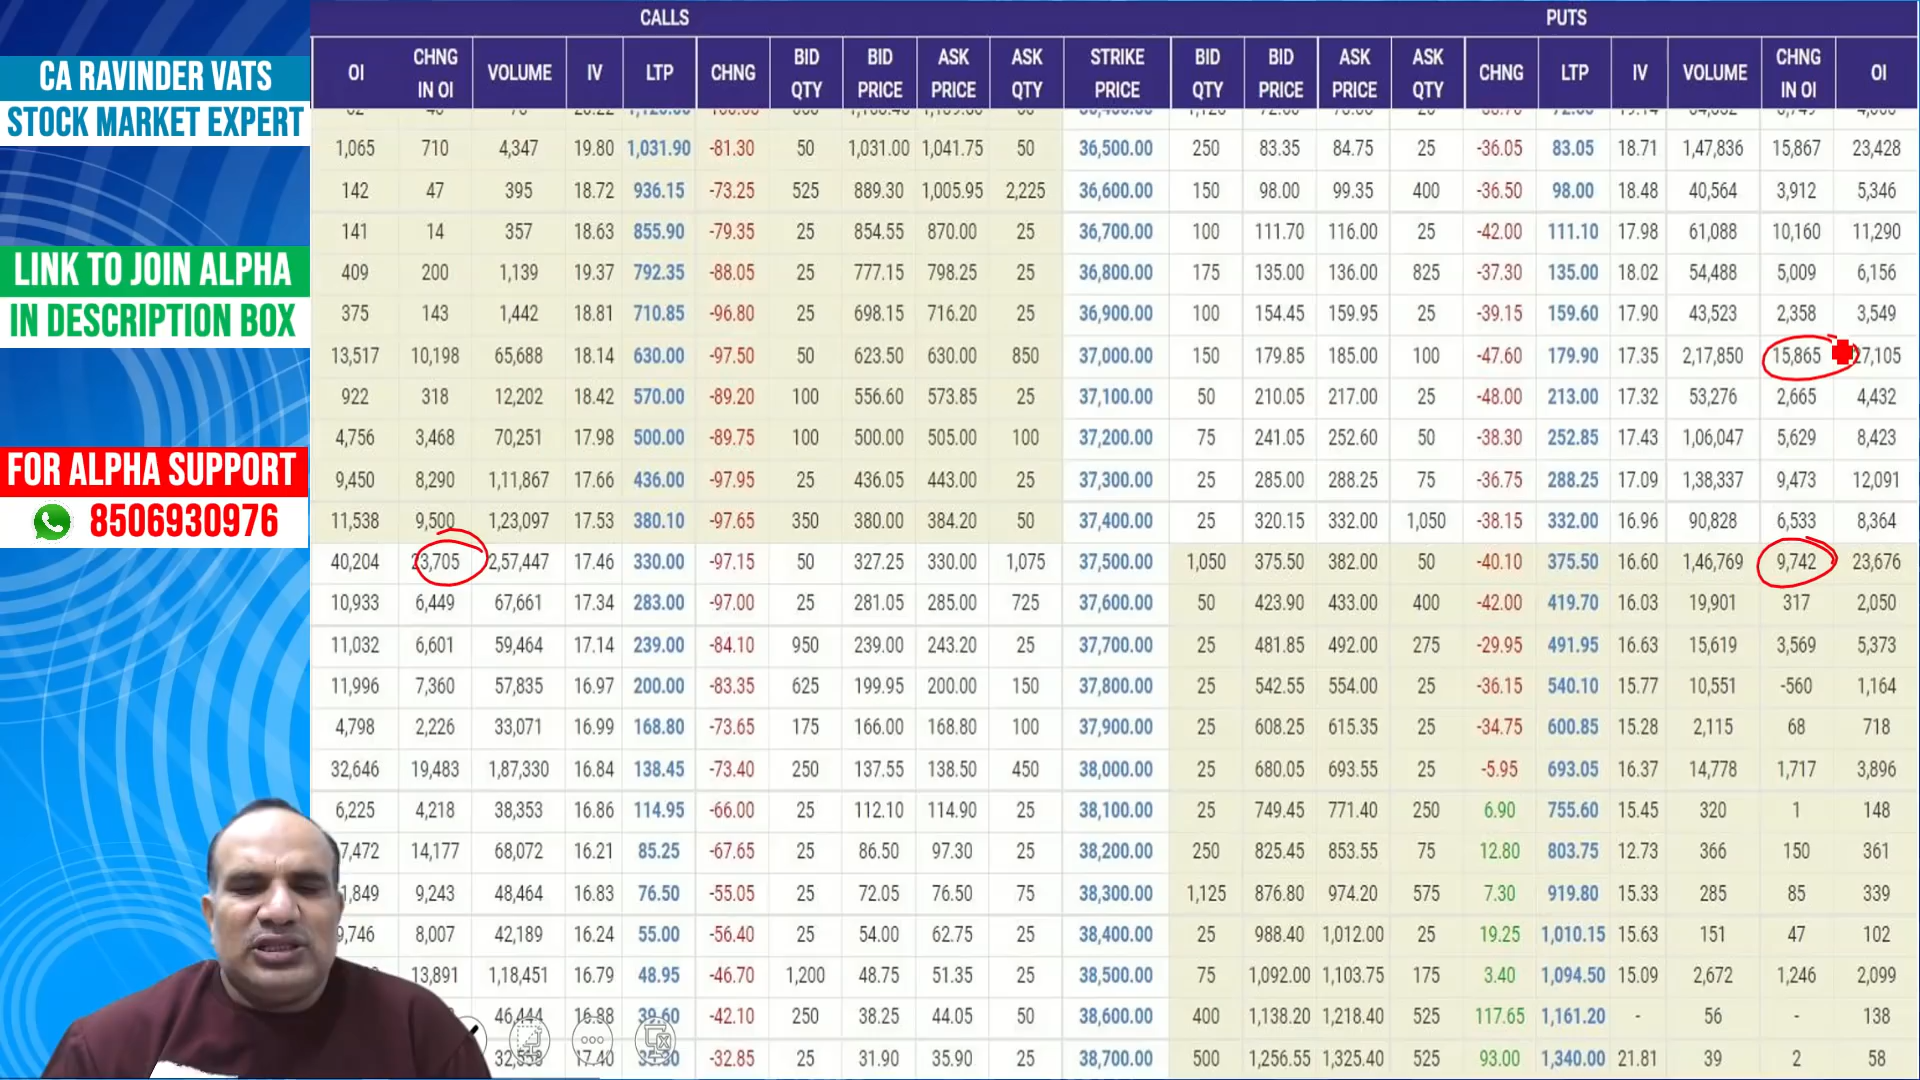 CA RAVINDER VATS
STOCK MARKET EXPERT
LINK TO JOIN ALPHA
IN DESCRIPTION BOX
FOR ALPHA SUPPORT
8506930976
CALLS PUTS
OI CHNG IN OI VOLUME IV LTP CHNG BID QTY BID PRICE ASK PRICE ASK QTY STRIKE PRICE BID QTY BID PRICE ASK PRICE ASK QTY CHNG LTP IV VOLUME CHNG IN OI OI
1,065 710 4,347 19.80 1,031.90 -81.30 50 1,031.00 1,041.75 50 36,500.00 250 83.35 84.75 25 -36.05 83.05 18.71 1,47,836 15,867 23,428
142 47 395 18.72 936.15 -73.25 525 889.30 1,005.95 2,225 36,600.00 150 98.00 99.35 400 -36.50 98.00 18.48 40,564 3,912 5,346
141 14 357 18.63 855.90 -79.35 25 854.55 870.00 25 36,700.00 100 111.70 116.00 25 -42.00 111.10 17.98 61,088 10,160 11,290
409 200 1,139 19.37 792.35 -88.05 25 777.15 798.25 25 36,800.00 175 135.00 136.00 825 -37.30 135.00 18.02 54,488 5,009 6,156
375 143 1,442 18.81 710.85 -96.80 25 698.15 716.20 25 36,900.00 100 154.45 159.95 25 -39.15 159.60 17.90 43,523 2,358 3,549
13,517 10,198 65,688 18.14 630.00 -97.50 50 623.50 630.00 850 37,000.00 150 179.85 185.00 100 -47.60 179.90 17.35 2,17,850 15,865 27,105
922 318 12,202 18.42 570.00 -89.20 100 556.60 573.85 25 37,100.00 50 210.05 217.00 25 -48.00 213.00 17.32 53,276 2,665 4,432
4,756 3,468 70,251 17.98 500.00 -89.75 100 500.00 505.00 100 37,200.00 75 241.05 252.60 50 -38.30 252.85 17.43 1,06,047 5,629 8,423
9,450 8,290 1,11,867 17.66 436.00 -97.95 25 436.05 443.00 25 37,300.00 25 285.00 288.25 75 -36.75 288.25 17.09 1,38,337 9,473 12,091
11,538 9,500 1,23,097 17.53 380.10 -97.65 350 380.00 384.20 50 37,400.00 25 320.15 332.00 1,050 -38.15 332.00 16.96 90,828 6,533 8,364
40,204 23,705 2,57,447 17.46 330.00 -97.15 50 327.25 330.00 1,075 37,500.00 1,050 375.50 382.00 50 -40.10 375.50 16.60 1,46,769 9,742 23,676
10,933 6,449 67,661 17.34 283.00 -97.00 25 281.05 285.00 725 37,600.00 50 423.90 433.00 400 -42.00 419.70 16.03 19,901 317 2,050
11,032 6,601 59,464 17.14 239.00 -84.10 950 239.00 243.20 25 37,700.00 25 481.85 492.00 275 -29.95 491.95 16.63 15,619 3,569 5,373
11,996 7,360 57,835 16.97 200.00 -83.35 625 199.95 200.00 150 37,800.00 25 542.55 554.00 25 -36.15 540.10 15.77 10,551 -560 1,164
4,798 2,226 33,071 16.99 168.80 -73.65 175 166.00 168.80 100 37,900.00 25 608.25 615.35 25 -34.75 600.85 15.28 2,115 68 718
32,646 19,483 1,87,330 16.84 138.45 -73.40 250 137.55 138.50 450 38,000.00 25 680.05 693.55 25 -5.95 693.05 16.37 14,778 1,717 3,896
6,225 4,218 38,353 16.86 114.95 -66.00 25 112.10 114.90 25 38,100.00 25 749.45 771.40 250 6.90 755.60 15.45 320 1 148
7,472 14,177 68,072 16.21 85.25 -67.65 25 86.50 97.30 25 38,200.00 250 825.45 853.55 75 12.80 803.75 12.73 366 150 361
1,849 9,243 48,464 16.83 76.50 -55.05 25 72.05 76.50 75 38,300.00 1,125 876.80 974.20 575 7.30 919.80 15.33 285 85 339
9,746 8,007 42,189 16.24 55.00 -56.40 25 54.00 62.75 25 38,400.00 25 988.40 1,012.00 25 19.25 1,010.15 15.63 151 47 102
13,891 1,18,451 16.79 48.95 -46.70 1,200 48.75 51.35 25 38,500.00 75 1,092.00 1,103.75 175 3.40 1,094.50 15.09 2,672 1,246 2,099
46,444 16.88 39.60 -42.10 250 38.25 44.05 50 38,600.00 400 1,138.20 1,218.40 525 117.65 1,161.20 - 56 - 138
17.40 -32.85 25 31.90 35.90 25 38,700.00 500 1,256.55 1,325.40 525 93.00 1,340.00 21.81 39 2 58